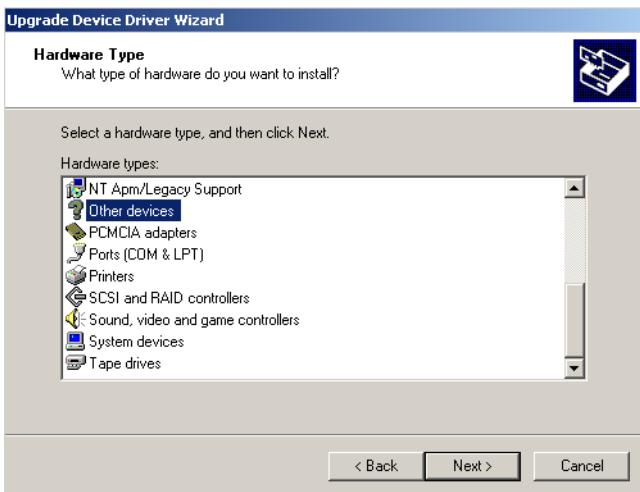 Upgrade Device Driver Wizard
Hardware Type
What type of hardware do you want to install?
Select a hardware type, and then click Next.
Hardware types:
NT Apm/Legacy Support
Other devices
PCMCIA adapters
Ports (COM & LPT)
Printers
SCSI and RAID controllers
Sound, video and game controllers
System devices
Tape drives
< Back Next > Cancel